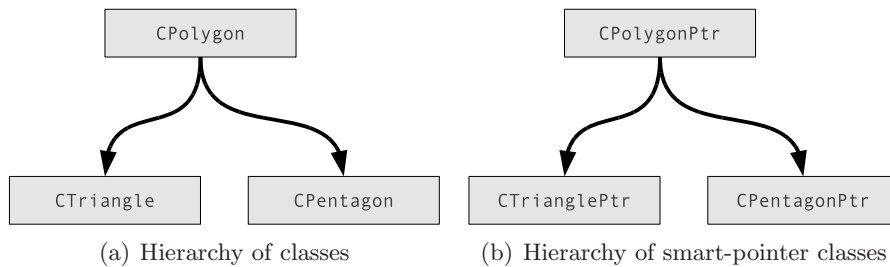 CPolygon
CPolygonPtr
CTriangle
CPentagon
CTrianglePtr
CPentagonPtr
(a) Hierarchy of classes
(b) Hierarchy of smart-pointer classes